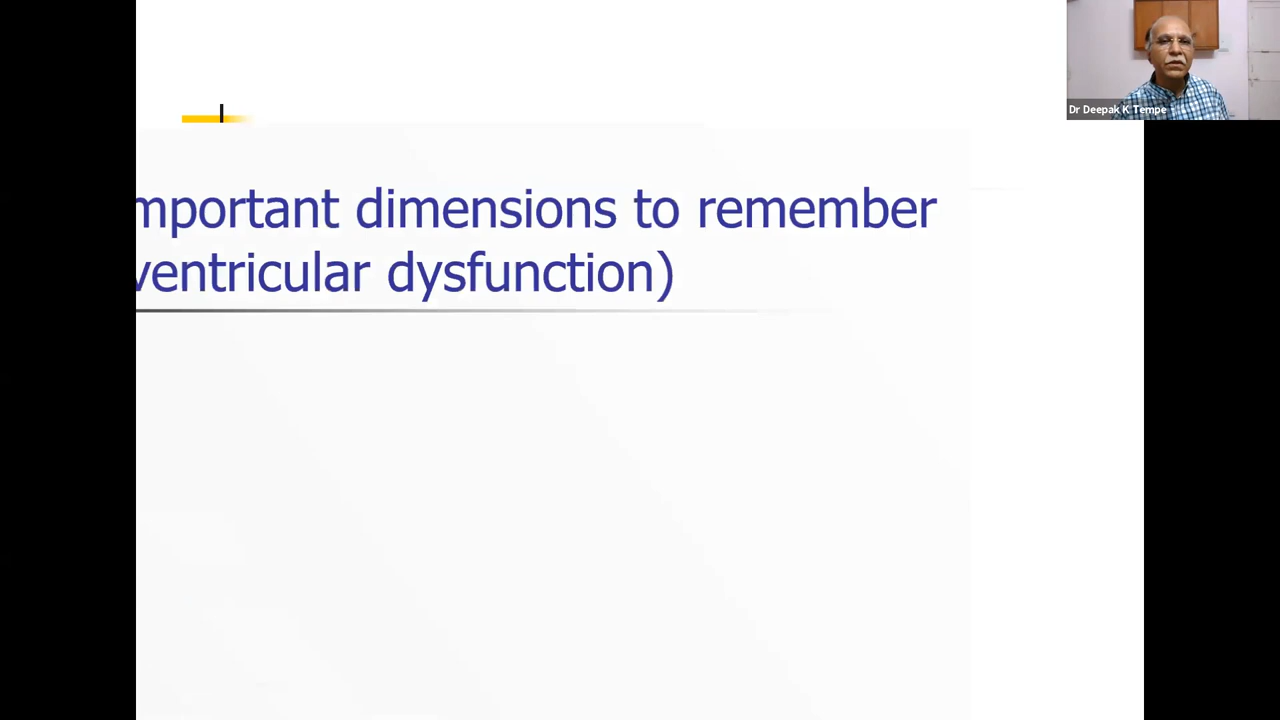 mportant dimensions to remember
ventricular dysfunction)
Dr Deepak K Tempe